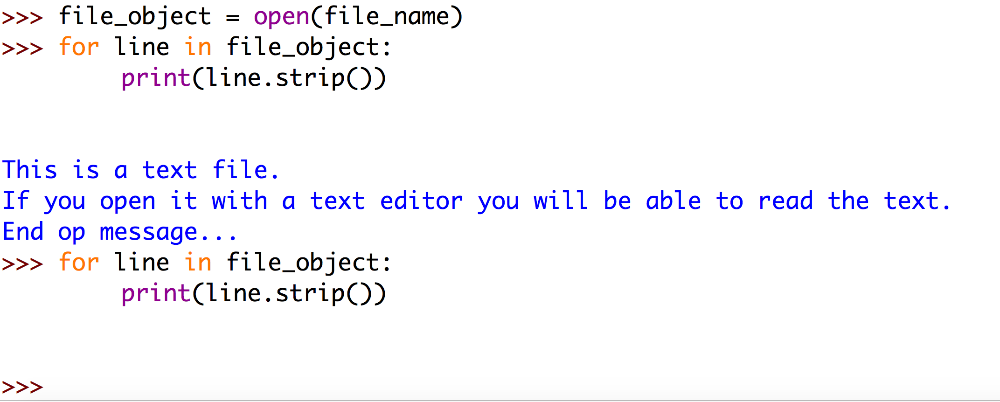 >>> file_object = open(file_name)
>>> for line in file_object:
        print(line.strip())
This is a text file.
If you open it with a text editor you will be able to read the text.
End op message...
>>> for line in file_object:
        print(line.strip())
>>>